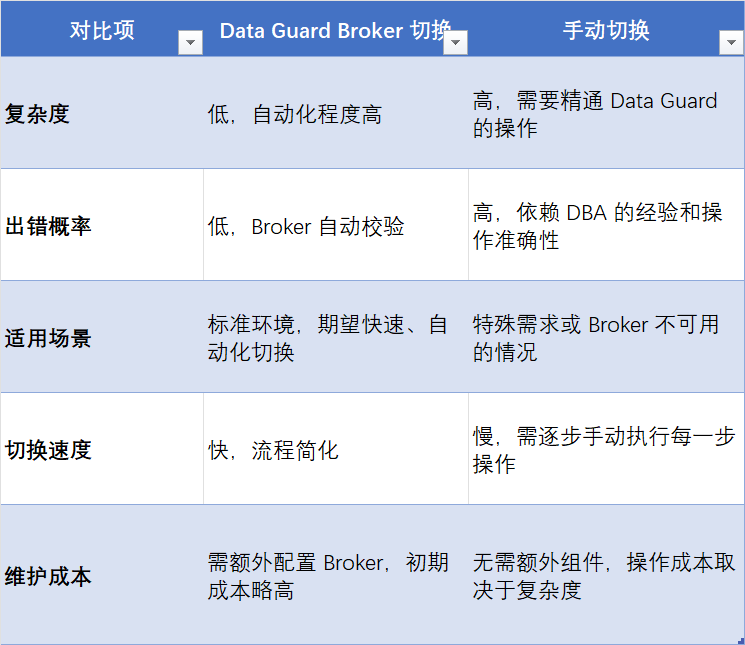 对比项
Data Guard Broker 切换
手动切换
复杂度
低，自动化程度高
高，需要精通 Data Guard
的操作
出错概率
低，Broker 自动校验
高，依赖 DBA 的经验和操
作准确性
适用场景
标准环境，期望快速、自
动化切换
特殊需求或 Broker 不可用
的情况
切换速度
快，流程简化
慢，需逐步手动执行每一步
操作
维护成本
需额外配置 Broker，初期
成本略高
无需额外组件，操作成本取
决于复杂度